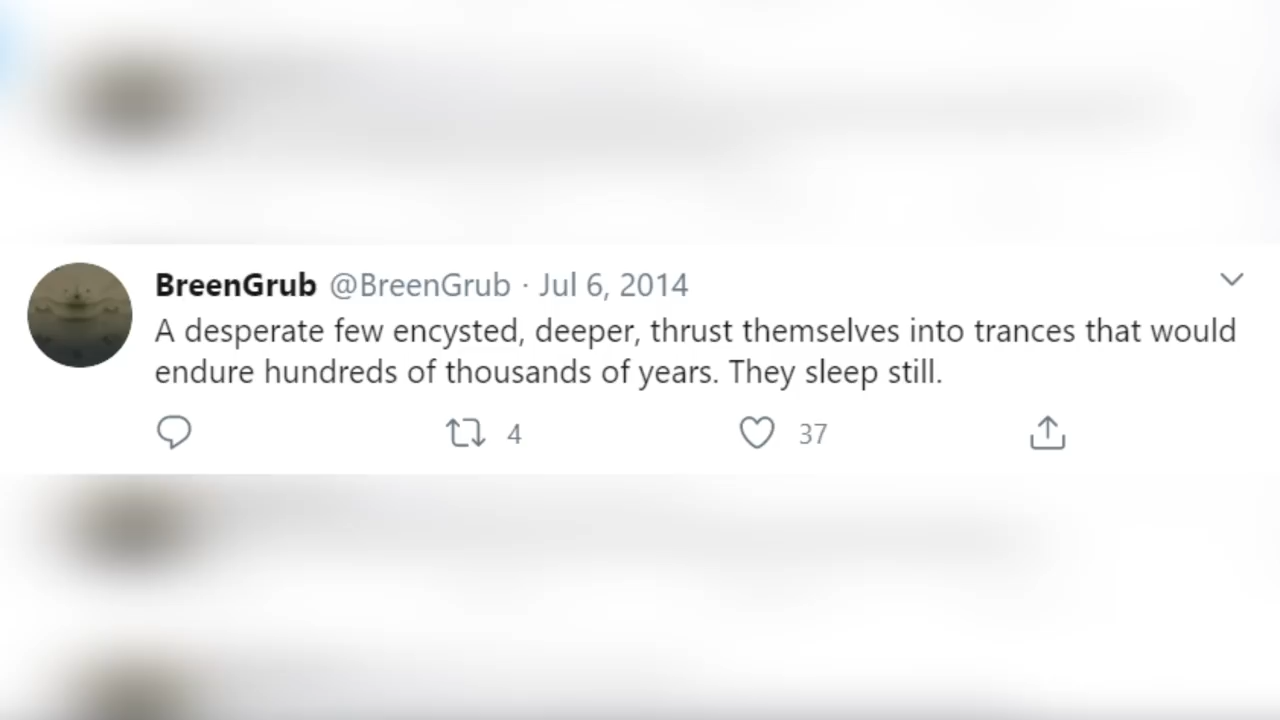 BreenGrub @BreenGrub · Jul 6, 2014
A desperate few encysted, deeper, thrust themselves into trances that would
endure hundreds of thousands of years. They sleep still.
4 37